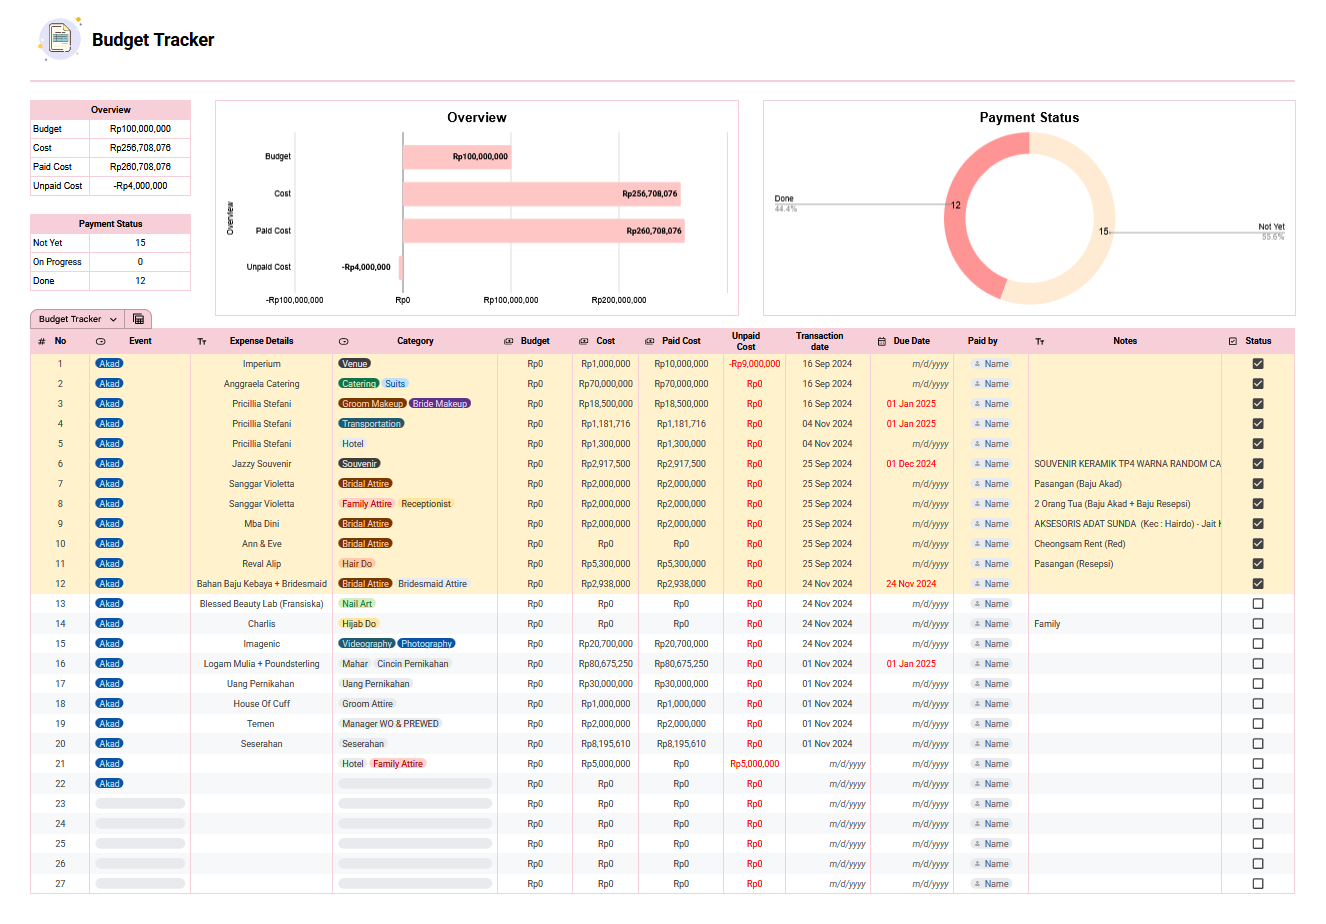 Budget Tracker
Overview
Budget Rp100,000,000
Cost Rp256,708,076
Paid Cost Rp260,708,076
Unpaid Cost -Rp4,000,000
Payment Status
Not Yet 15
On Progress 0
Done 12
Overview
Overview
Budget Rp100,000,000
Cost Rp256,708,076
Paid Cost Rp260,708,076
Unpaid Cost -Rp4,000,000
-Rp100,000,000 Rp0 Rp100,000,000 Rp200,000,000
Payment Status
Done
44.4%
12
15
Not Yet
55.6%
Budget Tracker
# No Event Tт Expense Details Category Budget Cost Paid Cost Unpaid Cost Transaction date Due Date Paid by Tт Notes Status
1 Akad Imperium Venue Rp0 Rp1,000,000 Rp10,000,000 -Rp9,000,000 16 Sep 2024 m/d/yyyy Name
2 Akad Anggraela Catering Catering Suits Rp0 Rp70,000,000 Rp70,000,000 Rp0 16 Sep 2024 m/d/yyyy Name
3 Akad Pricillia Stefani Groom Makeup Bride Makeup Rp0 Rp18,500,000 Rp18,500,000 Rp0 16 Sep 2024 01 Jan 2025 Name
4 Akad Pricillia Stefani Transportation Rp0 Rp1,181,716 Rp1,181,716 Rp0 04 Nov 2024 01 Jan 2025 Name
5 Akad Pricillia Stefani Hotel Rp0 Rp1,300,000 Rp1,300,000 Rp0 04 Nov 2024 m/d/yyyy Name
6 Akad Jazzy Souvenir Souvenir Rp0 Rp2,917,500 Rp2,917,500 Rp0 25 Sep 2024 01 Dec 2024 Name SOUVENIR KERAMIK TP4 WARNA RANDOM CA
7 Akad Sanggar Violetta Bridal Attire Rp0 Rp2,000,000 Rp2,000,000 Rp0 25 Sep 2024 m/d/yyyy Name Pasangan (Baju Akad)
8 Akad Sanggar Violetta Family Attire Receptionist Rp0 Rp2,000,000 Rp2,000,000 Rp0 25 Sep 2024 m/d/yyyy Name 2 Orang Tua (Baju Akad + Baju Resepsi)
9 Akad Mba Dini Bridal Attire Rp0 Rp2,000,000 Rp2,000,000 Rp0 25 Sep 2024 m/d/yyyy Name AKSESORIS ADAT SUNDA (Kec : Hairdo) - Jait
10 Akad Ann & Eve Bridal Attire Rp0 Rp0 Rp0 Rp0 25 Sep 2024 m/d/yyyy Name Cheongsam Rent (Red)
11 Akad Reval Alip Hair Do Rp0 Rp5,300,000 Rp5,300,000 Rp0 25 Sep 2024 m/d/yyyy Name Pasangan (Resepsi)
12 Akad Bahan Baju Kebaya + Bridesmaid Bridal Attire Bridesmaid Attire Rp0 Rp2,938,000 Rp2,938,000 Rp0 24 Nov 2024 24 Nov 2024 Name
13 Akad Blessed Beauty Lab (Fransiska) Nail Art Rp0 Rp0 Rp0 Rp0 24 Nov 2024 m/d/yyyy Name
14 Akad Charlis Hijab Do Rp0 Rp0 Rp0 Rp0 24 Nov 2024 m/d/yyyy Name Family
15 Akad Imagenic Videography Photography Rp0 Rp20,700,000 Rp20,700,000 Rp0 24 Nov 2024 m/d/yyyy Name
16 Akad Logam Mulia + Poundsterling Mahar Cincin Pernikahan Rp0 Rp80,675,250 Rp80,675,250 Rp0 01 Nov 2024 01 Jan 2025 Name
17 Akad Uang Pernikahan Uang Pernikahan Rp0 Rp30,000,000 Rp30,000,000 Rp0 01 Nov 2024 m/d/yyyy Name
18 Akad House Of Cuff Groom Attire Rp0 Rp1,000,000 Rp1,000,000 Rp0 01 Nov 2024 m/d/yyyy Name
19 Akad Temen Manager WO & PREWED Rp0 Rp2,000,000 Rp2,000,000 Rp0 01 Nov 2024 m/d/yyyy Name
20 Akad Seserahan Seserahan Rp0 Rp8,195,610 Rp8,195,610 Rp0 01 Nov 2024 m/d/yyyy Name
21 Akad Hotel Family Attire Rp0 Rp5,000,000 Rp0 Rp5,000,000 m/d/yyyy m/d/yyyy Name
22 Akad Rp0 Rp0 Rp0 Rp0 m/d/yyyy m/d/yyyy Name
23 Rp0 Rp0 Rp0 Rp0 m/d/yyyy m/d/yyyy Name
24 Rp0 Rp0 Rp0 Rp0 m/d/yyyy m/d/yyyy Name
25 Rp0 Rp0 Rp0 Rp0 m/d/yyyy m/d/yyyy Name
26 Rp0 Rp0 Rp0 Rp0 m/d/yyyy m/d/yyyy Name
27 Rp0 Rp0 Rp0 Rp0 m/d/yyyy m/d/yyyy Name